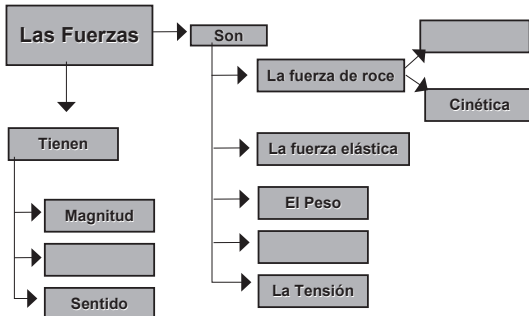 Las Fuerzas
Son
La fuerza de roce
Cinética
Tienen
La fuerza elástica
Magnitud
El Peso
Sentido
La Tensión